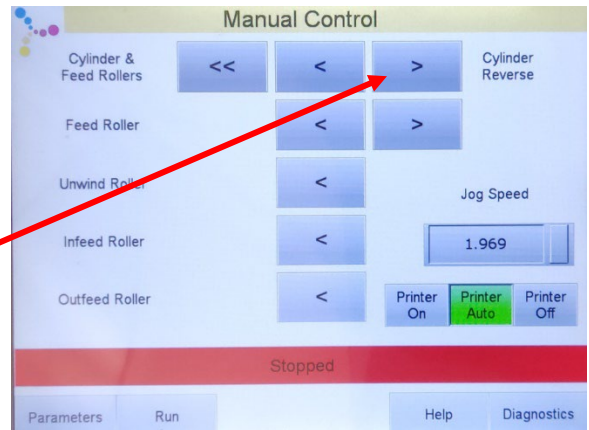 Manual Control
Cylinder &
Feed Rollers
<<
<
>
Cylinder
Reverse
Feed Roller
<
>
Unwind Roller
<
Jog Speed
Infeed Roller
<
1.969
Outfeed Roller
<
Printer
On
Printer
Auto
Printer
Off
Stopped
Parameters
Run
Help
Diagnostics